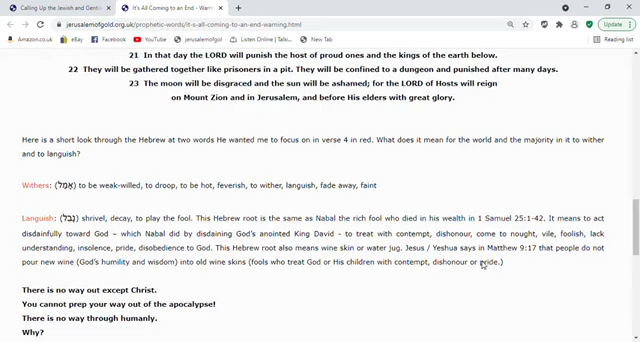 Calling Up the Jewish and Gentil
It's All Coming to an End - Warn
jerusalemofgold.org.uk/prophetic-words/it-s-all-coming-to-an-end-warning.html
Update
Amazon.co.uk
eBay
Facebook
YouTube
jerusalemofgol
Listen Online | Talki...
Christian CDs, Chri...
Reading list
21 In that day the LORD will punish the host of proud ones and the kings of the earth below.
22 They will be gathered together like prisoners in a pit. They will be confined to a dungeon and punished after many days.
23 The moon will be disgraced and the sun will be ashamed; for the LORD of Hosts will reign
on Mount Zion and in Jerusalem, and before His elders with great glory.
Here is a short look through the Hebrew at two words He wanted me to focus on in verse 4 in red. What does it mean for the world and the majority in it to wither
and to languish?
Withers: (אָמַל) to be weak-willed, to droop, to be hot, feverish, to wither, languish, fade away, faint
Languish: (נָבֵל) shrivel, decay, to play the fool. This Hebrew root is the same as Nabal the rich fool who died in his wealth in 1 Samuel 25:1-42. It means to act
disdainfully toward God – which Nabal did by disdaining God's anointed King David - to treat with contempt, dishonour, come to nought, vile, foolish, lack
understanding, insolence, pride, disobedience to God. This Hebrew root also means wine skin or water jug. Jesus / Yeshua says in Matthew 9:17 that people do not
pour new wine (God's humility and wisdom) into old wine skins (fools who treat God or His children with contempt, dishonour or pride.)
There is no way out except Christ.
You cannot prep your way out of the apocalypse!
There is no way through humanly.
Why?